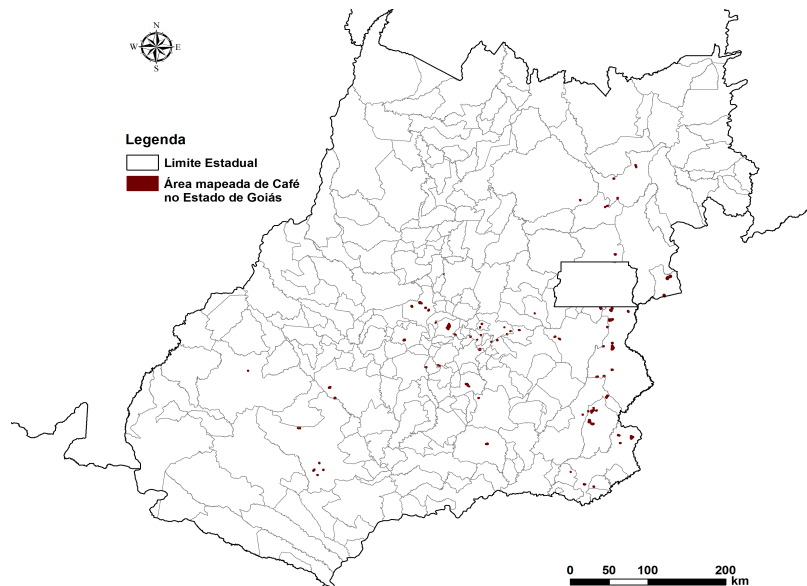 N
W E
S
Legenda
Limite Estadual
Área mapeada de Café
no Estado de Goiás
0 50 100 200
km